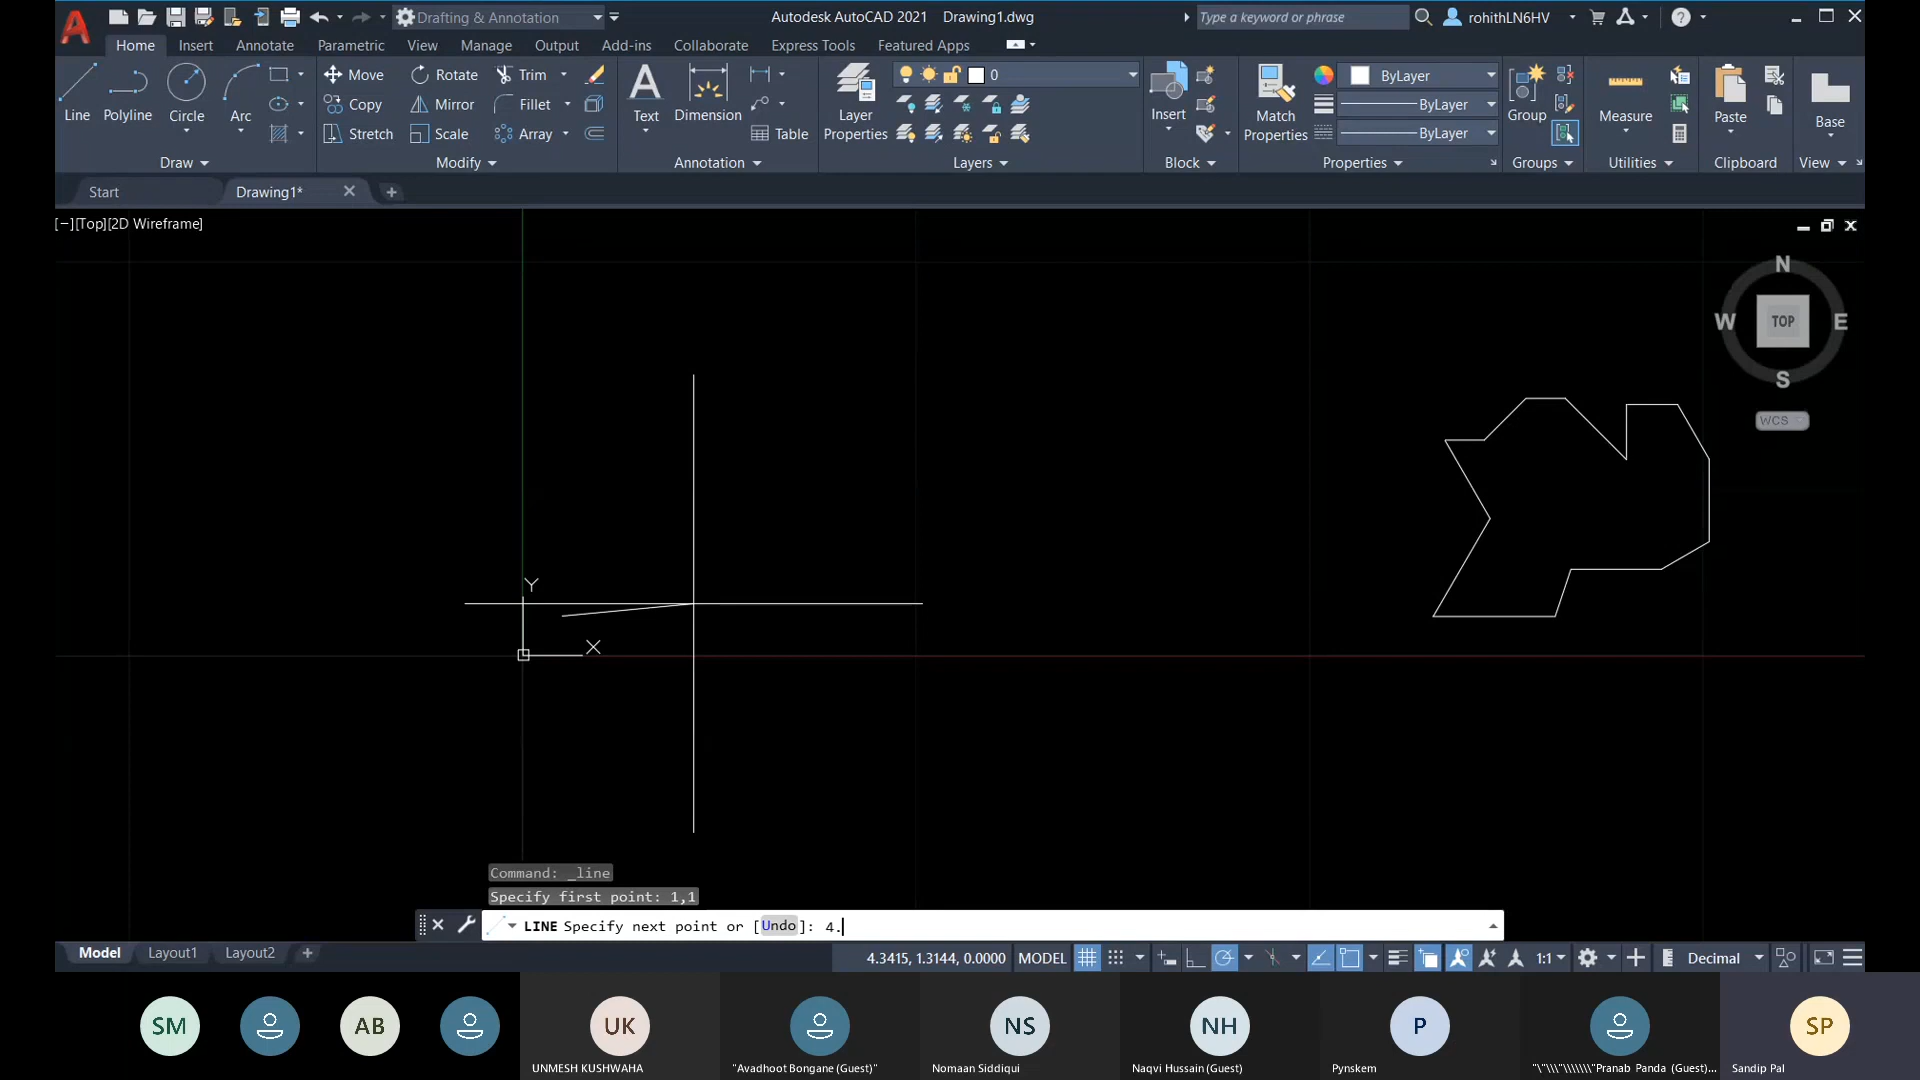 Drafting & Annotation
Autodesk AutoCAD 2021 Drawing1.dwg
Type a keyword or phrase
rohithLN6HV
Home Insert Annotate Parametric View Manage Output Add-ins Collaborate Express Tools Featured Apps
Line
Polyline
Circle
Arc
Draw
Move
Rotate
Trim
Copy
Mirror
Fillet
Stretch
Scale
Array
Modify
Text
Dimension
Table
Annotation
Layer
Properties
0
Layers
Insert
Block
Match
Properties
ByLayer
ByLayer
ByLayer
Properties
Group
Groups
Measure
Utilities
Paste
Clipboard
Base
View
Start
Drawing1*
[−][Top][2D Wireframe]
N
W
TOP
E
S
WCS
Y
X
Command: _line
Specify first point: 1,1
LINE Specify next point or [Undo]: 4.
Model
Layout1
Layout2
4.3415, 1.3144, 0.0000
MODEL
1:1
Decimal
SM
AB
UK
NS
NH
P
SP
UNMESH KUSHWAHA
"Avadhoot Bongane (Guest)"
Nomaan Siddiqui
Naqvi Hussain (Guest)
Pynskem
"\"\\\"\\\\\\\"Pranab Panda (Guest)...
Sandip Pal